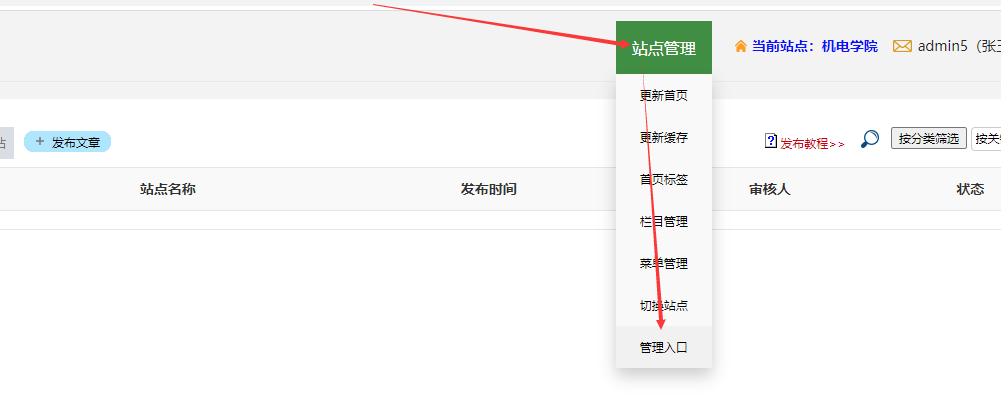 站点管理
当前站点：机电学院
admin5（张
更新首页
更新缓存
首页标签
栏目管理
菜单管理
切换站点
管理入口
站
+ 发布文章
发布教程>>
按分类筛选
按关
站点名称
发布时间
审核人
状态